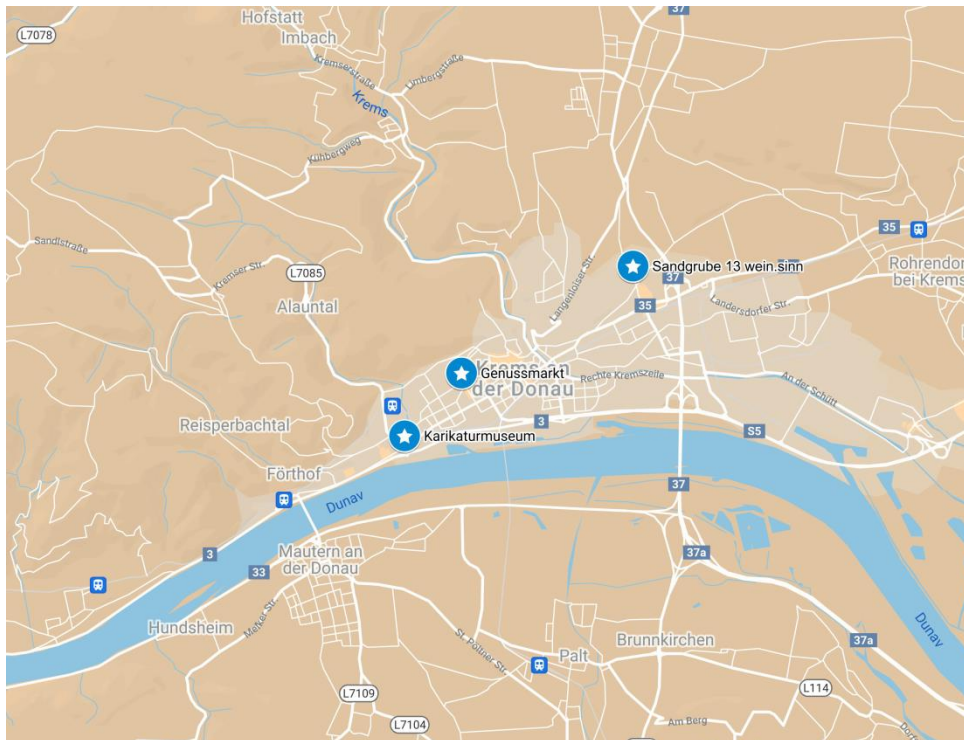 Hofstatt
37
L7078
Imbach
Kremserstraße
Limbergstraße
Krems
Kuhbergweg
35
Sandlstraße
Kremser Str.
L7085
Langenloiser Str.
Sandgrube 13 wein.sinn
37
Rohrendorf
bei Krems
Alauntal
35
Landersdorfer Str.
Genussmarkt
Krems an
der Donau
Rechte Kremszeile
An der Schütt
Reisperbachtal
Karikaturmuseum
3
S5
Förthof
Dunav
37
3
33
Mautern an
der Donau
37a
Hundsheim
Melker Str.
St. Pöltner Str.
Palt
Brunnkirchen
37a
Dunav
L7109
L114
L7104
Am Berg